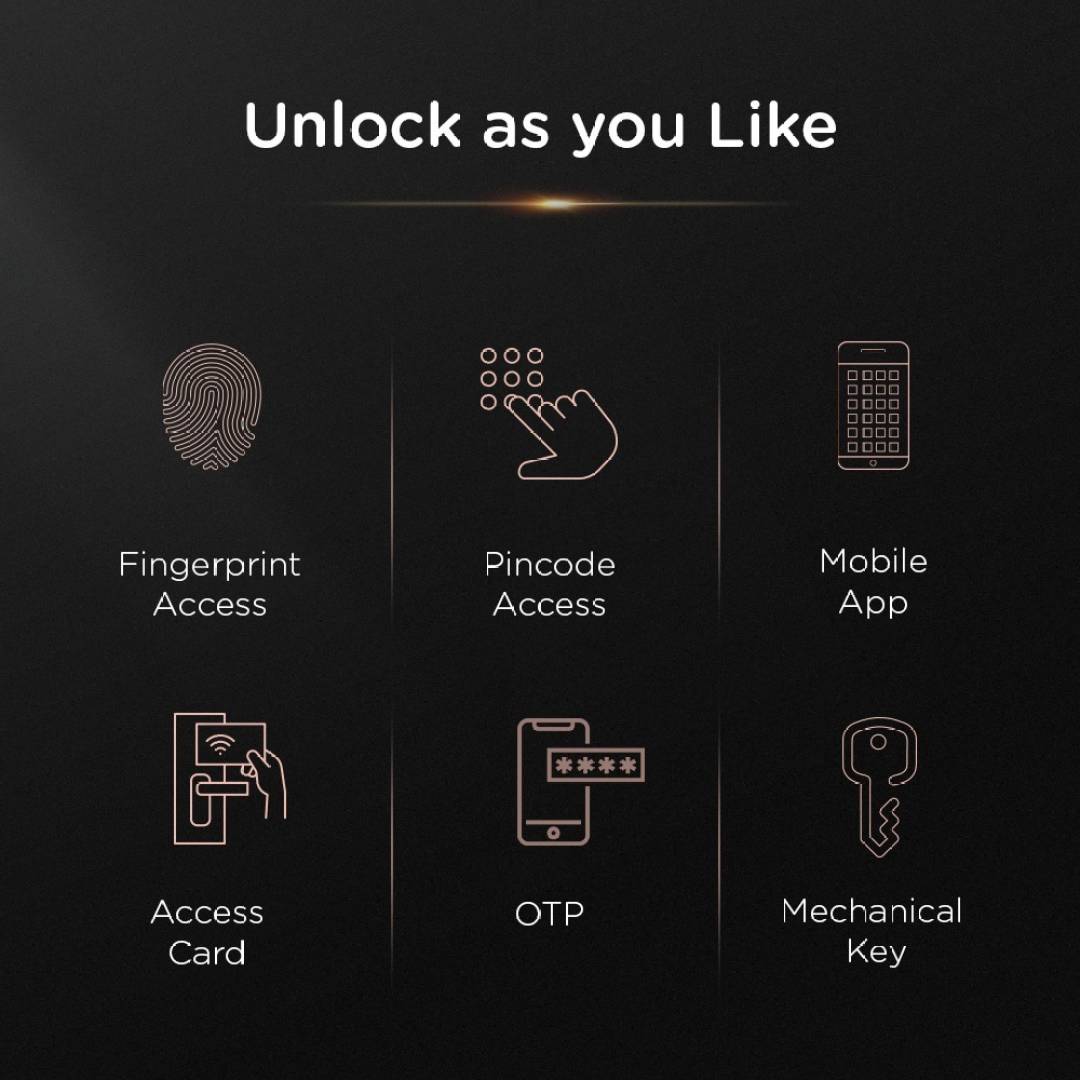 Unlock as you Like
Fingerprint
Access
Pincode
Access
Mobile
App
Access
Card
****
OTP
Mechanical
Key